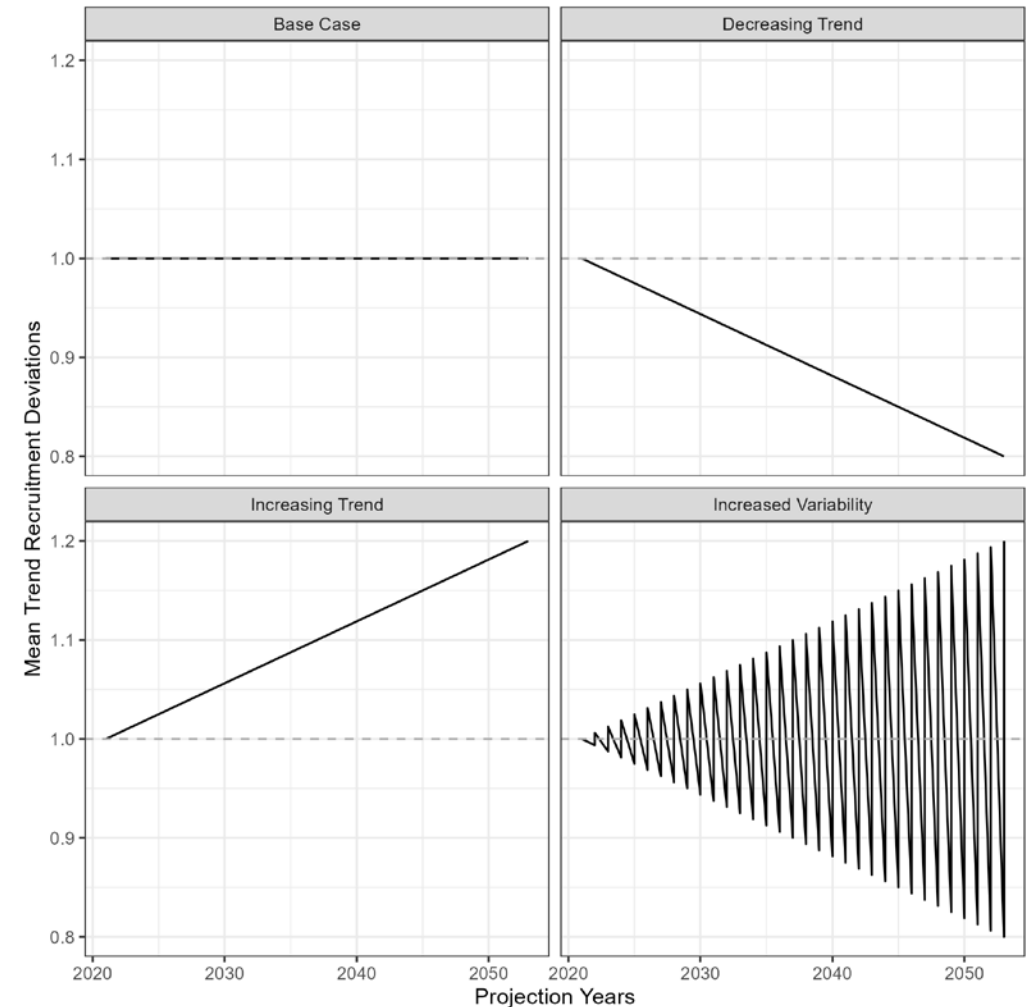 Base Case
Decreasing Trend
1.2
1.1
1.0
0.9
0.8
Increasing Trend
Increased Variability
1.2
1.1
1.0
0.9
0.8
2020 2030 2040 2050 2020 2030 2040 2050
Projection Years
Mean Trend Recruitment Deviations